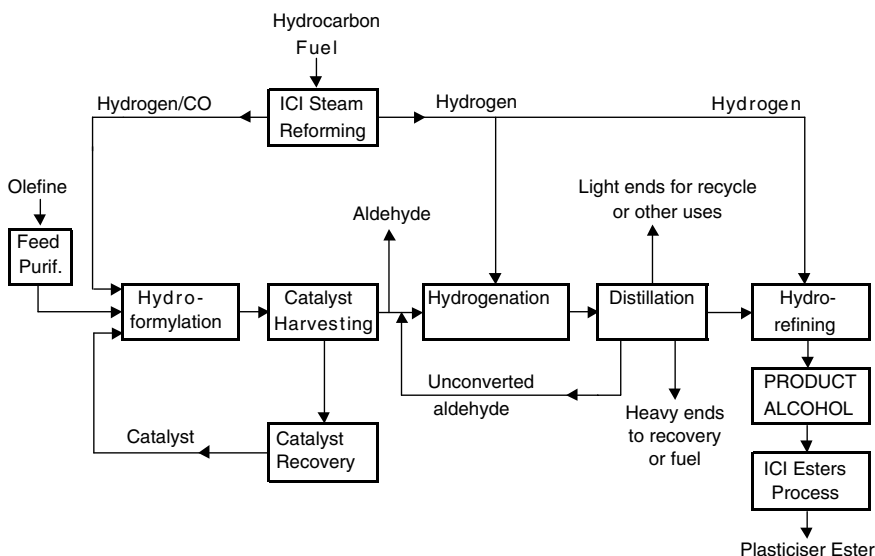 Hydrocarbon
Fuel
Hydrogen/CO
ICI Steam
Reforming
Hydrogen
Hydrogen
Olefine
Feed
Purif.
Aldehyde
Light ends for recycle
or other uses
Hydro-
formylation
Catalyst
Harvesting
Hydrogenation
Distillation
Hydro-
refining
Unconverted
aldehyde
Heavy ends
to recovery
or fuel
PRODUCT
ALCOHOL
Catalyst
Catalyst
Recovery
ICI Esters
Process
Plasticiser Ester